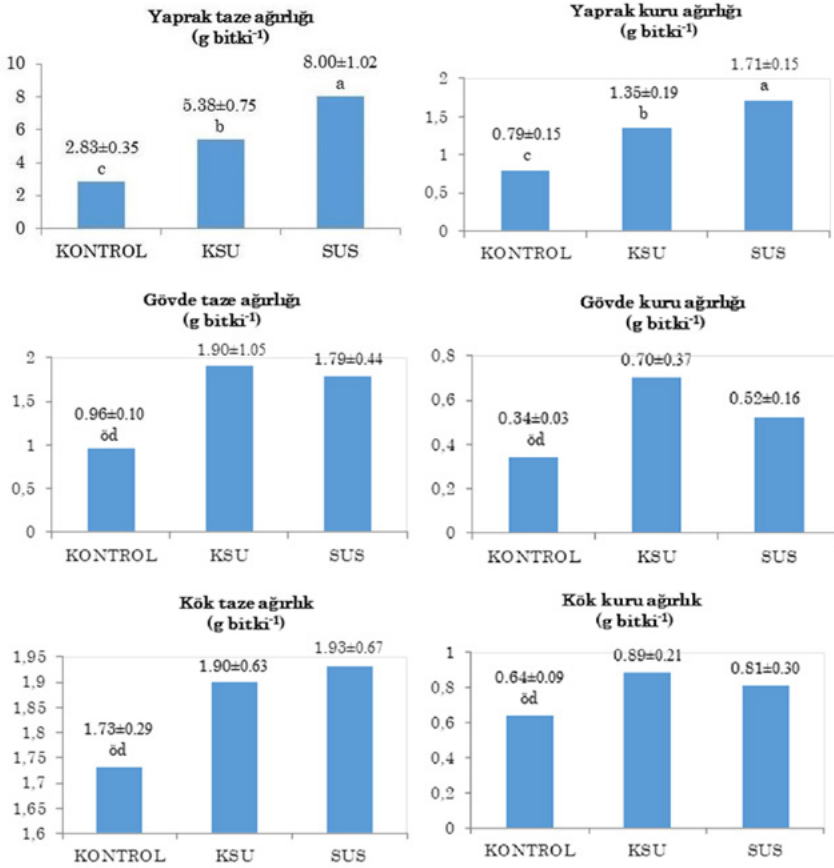 Yaprak taze ağırlığı
(g bitki-1)
10
8
6
4
2
0
2.83±0.35
c
5.38±0.75
b
8.00±1.02
a
KONTROL KSU SUS
Yaprak kuru ağırlığı
(g bitki-1)
2
1,5
1
0,5
0
0.79±0.15
c
1.35±0.19
b
1.71±0.15
a
KONTROL KSU SUS
Gövde taze ağırlığı
(g bitki-1)
2
1,5
1
0,5
0
0.96±0.10
öd
1.90±1.05
1.79±0.44
KONTROL KSU SUS
Gövde kuru ağırlığı
(g bitki-1)
0,8
0,6
0,4
0,2
0
0.34±0.03
öd
0.70±0.37
0.52±0.16
KONTROL KSU SUS
Kök taze ağırlık
(g bitki-1)
1,95
1,9
1,85
1,8
1,75
1,7
1,65
1,6
1.73±0.29
öd
1.90±0.63
1.93±0.67
KONTROL KSU SUS
Kök kuru ağırlık
(g bitki-1)
1
0,8
0,6
0,4
0,2
0
0.64±0.09
öd
0.89±0.21
0.81±0.30
KONTROL KSU SUS